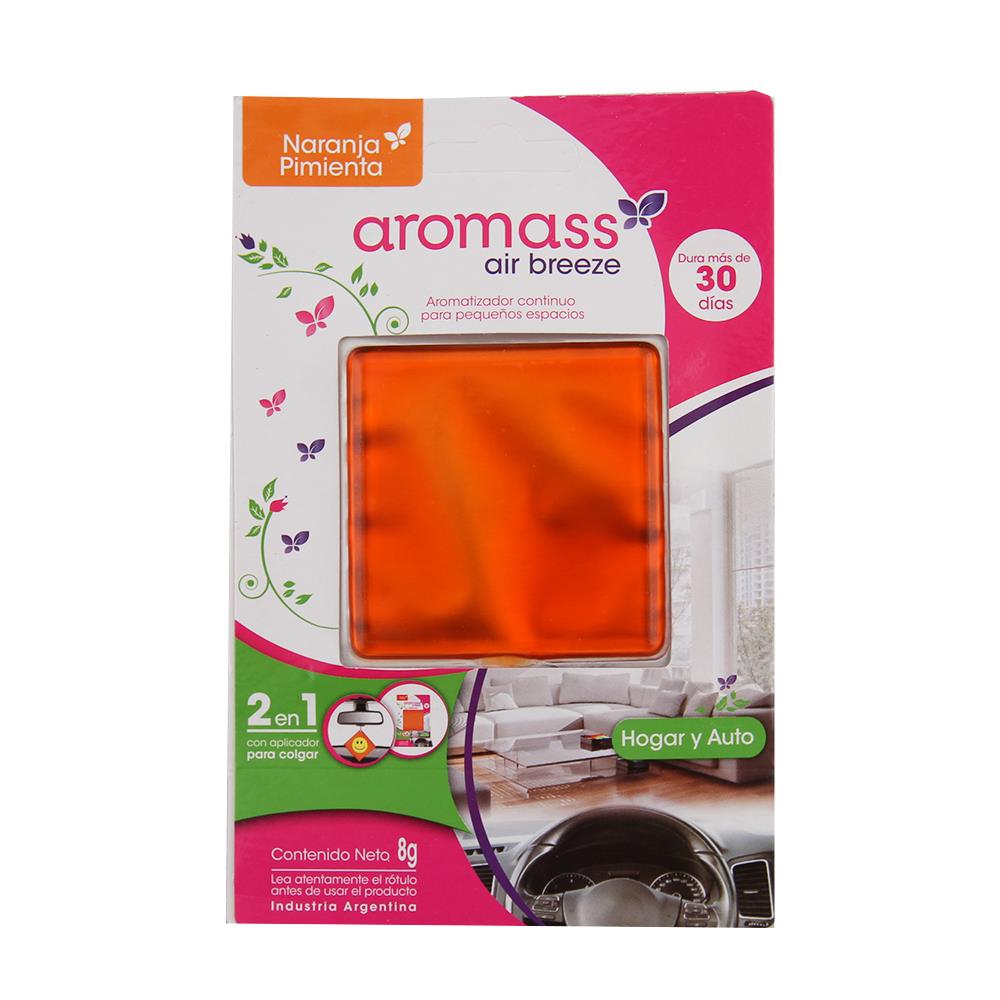 Naranja
Pimienta
aromass
air breeze
Aromatizador continuo
para pequeños espacios
Dura más de
30
días
2 en 1
con aplicador
para colgar
Hogar y Auto
Contenido Neto 8g
Lea atentamente el rótulo
antes de usar el producto
Industria Argentina